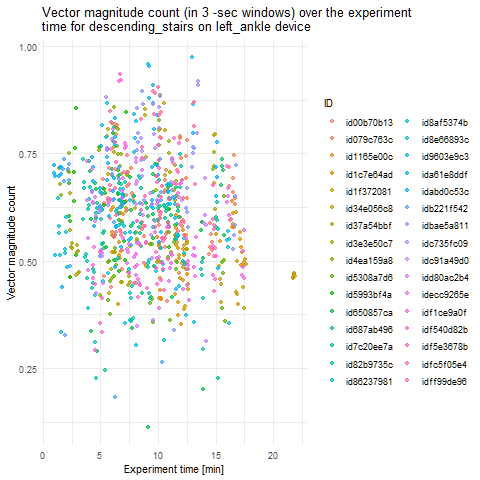 Vector magnitude count (in 3 -sec windows) over the experiment
time for descending_stairs on left_ankle device
1.00
0.75
0.50
0.25
Vector magnitude count
0
5
10
15
20
Experiment time [min]
ID
id00b70b13
id079c763c
id1165e00c
id1c7e64ad
id1f372081
id34e056c8
id37a54bbf
id3e3e50c7
id4ea159a8
id5308a7d6
id5993bf4a
id650857ca
id687ab496
id7c20ee7a
id82b9735c
id86237981
id8af5374b
id8e66893c
id9603e9c3
ida61e8ddf
idabd0c53c
idb221f542
idbae5a811
idc735fc09
idc91a49d0
idd80ac2b4
idecc9265e
idf1ce9a0f
idf540d82b
idf5e3678b
idfc5f05e4
idff99de96